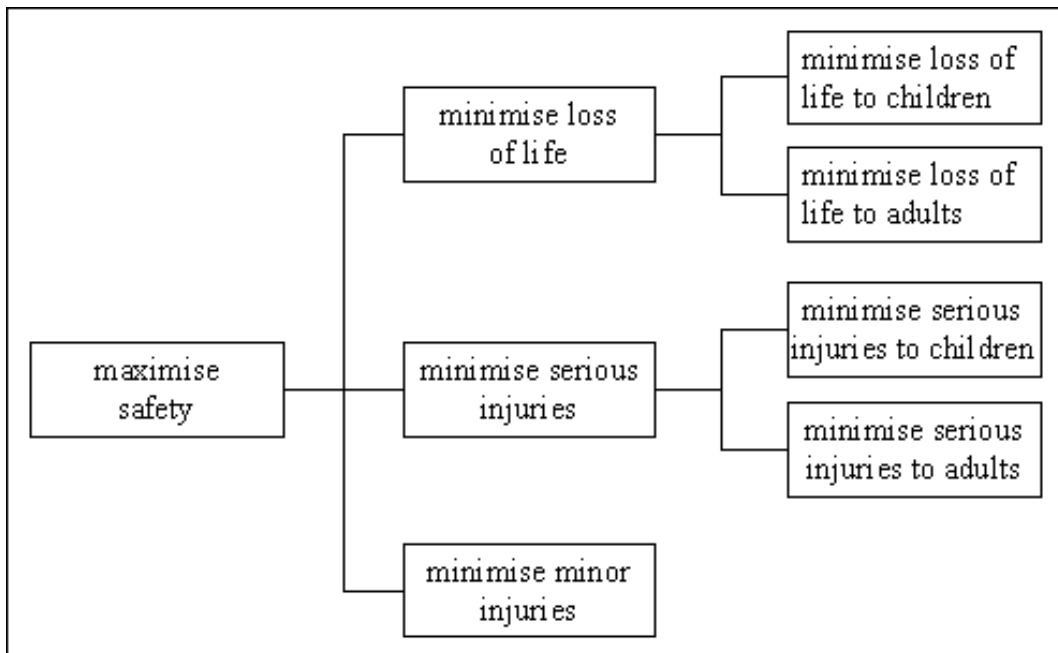 maximise
safety
minimise loss
of life
minimise loss of
life to children
minimise loss of
life to adults
minimise serious
injuries
minimise serious
injuries to children
minimise serious
injuries to adults
minimise minor
injuries